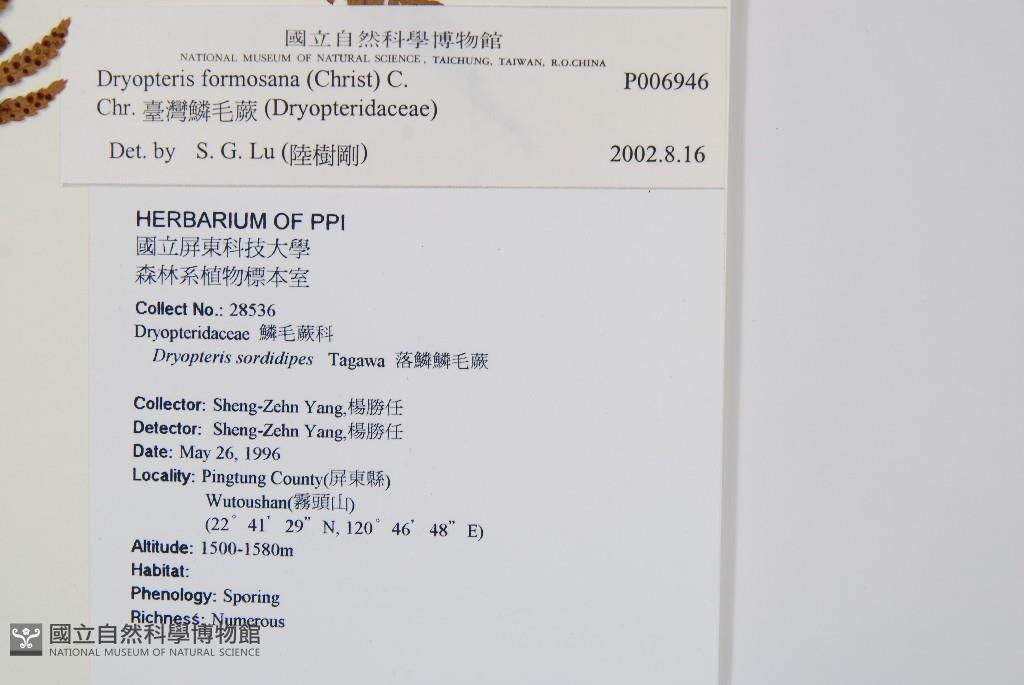 國立自然科學博物館
NATIONAL MUSEUM OF NATURAL SCIENCE, TAICHUNG, TAIWAN, R.O.CHINA
Dryopteris formosana (Christ) C. P006946
Chr. 臺灣鱗毛蕨 (Dryopteridaceae)
Det. by S. G. Lu (陸樹剛) 2002.8.16
HERBARIUM OF PPI
國立屏東科技大學
森林系植物標本室
Collect No.: 28536
Dryopteridaceae 鱗毛蕨科
Dryopteris sordidipes Tagawa 落鱗鱗毛蕨
Collector: Sheng-Zehn Yang,楊勝任
Detector: Sheng-Zehn Yang,楊勝任
Date: May 26, 1996
Locality: Pingtung County(屏東縣)
Wutoushan(霧頭山)
(22° 41' 29" N, 120° 46' 48" E)
Altitude: 1500-1580m
Habitat:
Phenology: Sporing
Richness: Numerous
國立自然科學博物館
NATIONAL MUSEUM OF NATURAL SCIENCE